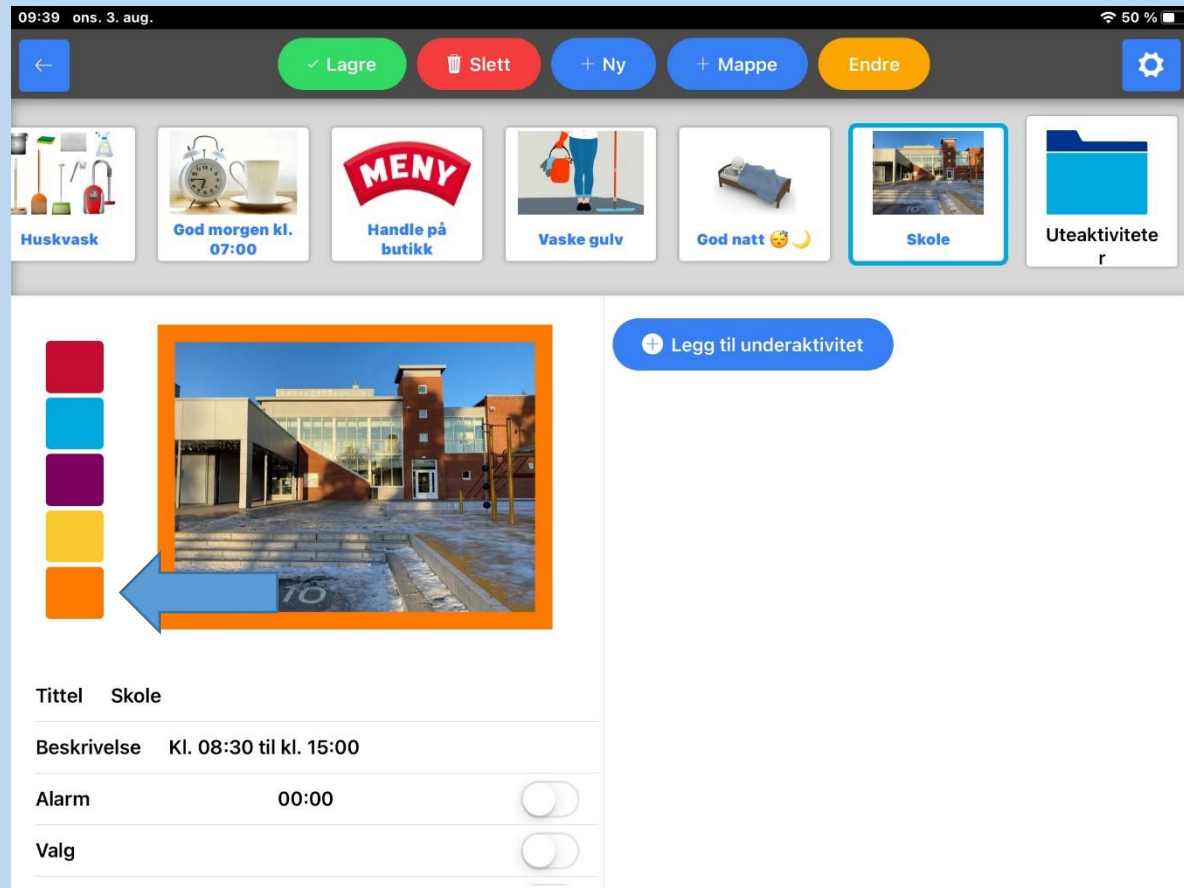 09:39 ons. 3. aug.
50 %
Lagre
Slett
+ Ny
+ Mappe
Endre
Huskvask
God morgen kl.
07:00
MENY
Handle på
butikk
Vaske gulv
God natt 😴🌙
Skole
Uteaktivitete
r
Legg til underaktivitet
10
Tittel Skole
Beskrivelse Kl. 08:30 til kl. 15:00
Alarm 00:00
Valg